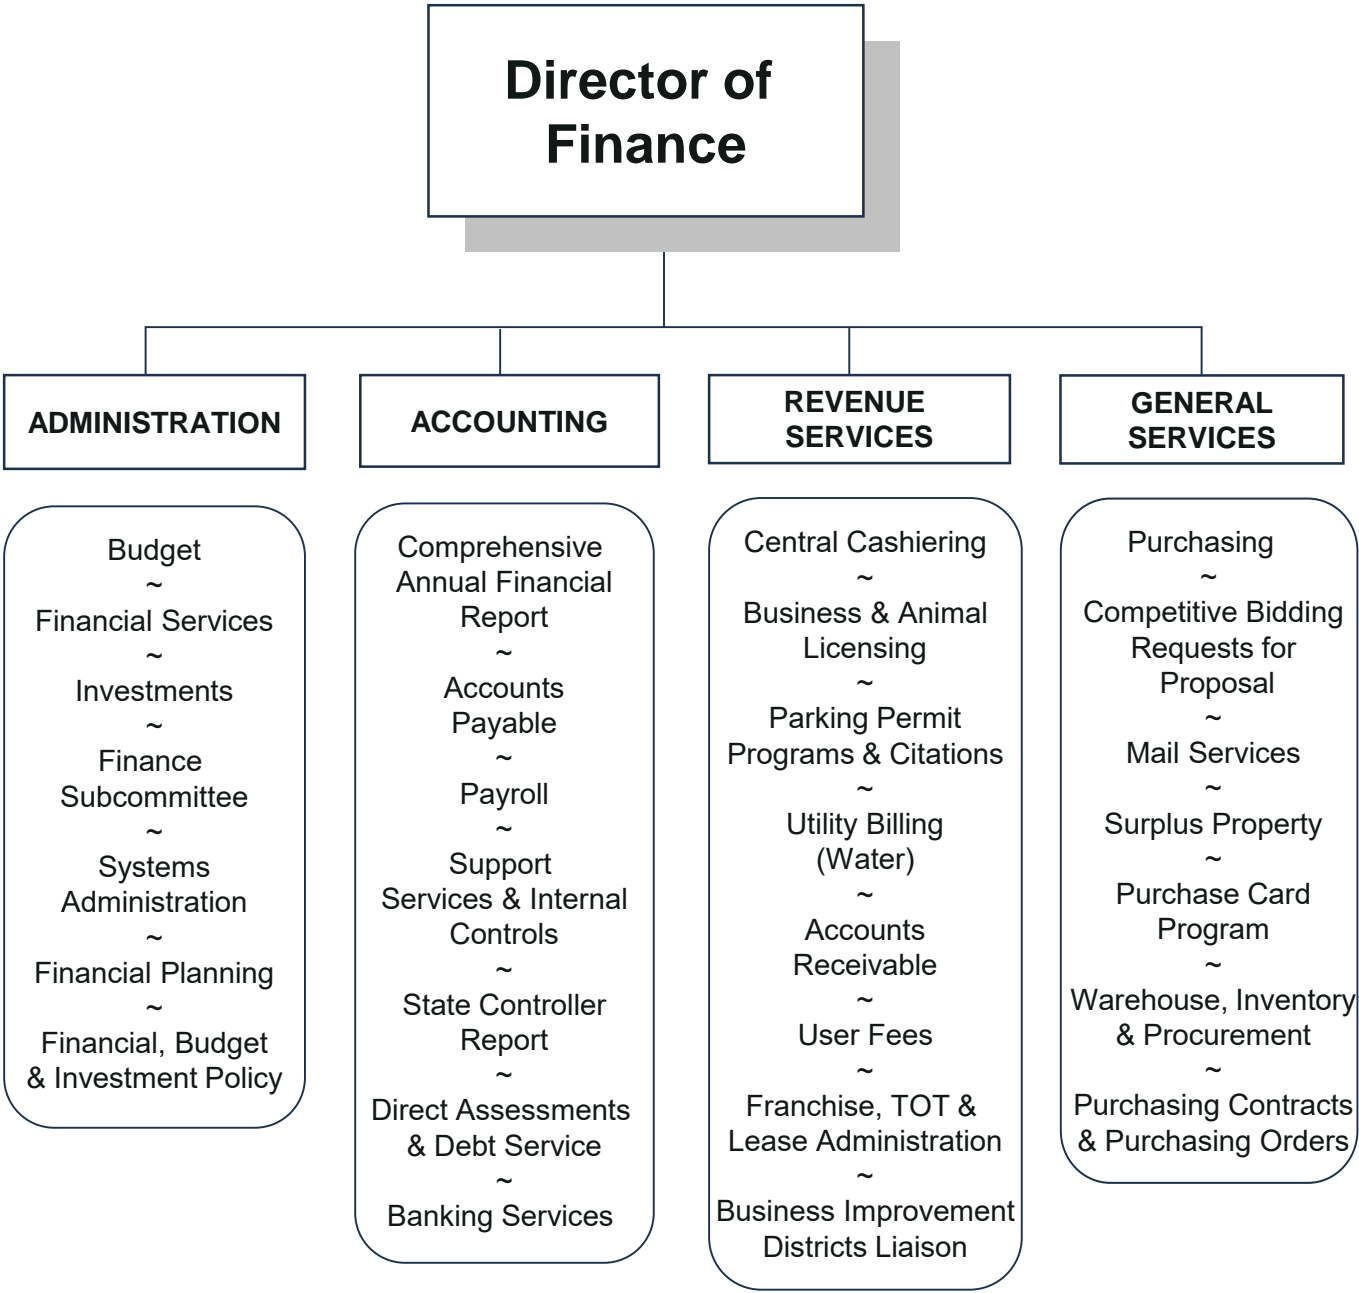 Director of
Finance
ADMINISTRATION
ACCOUNTING
REVENUE
SERVICES
GENERAL
SERVICES
Budget
~
Financial Services
~
Investments
~
Finance
Subcommittee
~
Systems
Administration
~
Financial Planning
~
Financial, Budget
& Investment Policy
Comprehensive
Annual Financial
Report
~
Accounts
Payable
~
Payroll
~
Support
Services & Internal
Controls
~
State Controller
Report
~
Direct Assessments
& Debt Service
~
Banking Services
Central Cashiering
~
Business & Animal
Licensing
~
Parking Permit
Programs & Citations
~
Utility Billing
(Water)
~
Accounts
Receivable
~
User Fees
~
Franchise, TOT &
Lease Administration
~
Business Improvement
Districts Liaison
Purchasing
~
Competitive Bidding
Requests for
Proposal
~
Mail Services
~
Surplus Property
~
Purchase Card
Program
~
Warehouse, Inventory
& Procurement
~
Purchasing Contracts
& Purchasing Orders